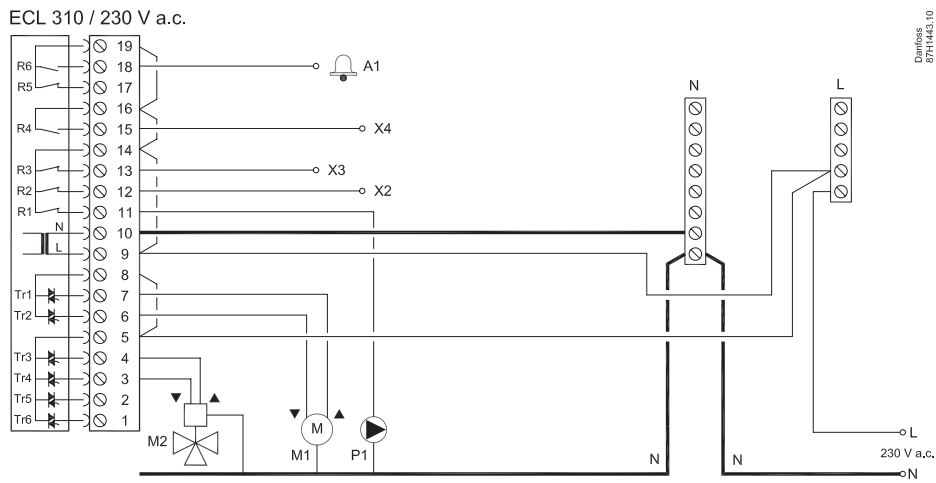 ECL 310 / 230 V a.c.
Danfoss
87H1443.10
19
R6 18 A1
R5 17
16
R4 15 X4
14
R3 13 X3
R2 12 X2
R1 11
N 10
L 9
8
Tr1 7
Tr2 6
5
Tr3 4
Tr4 3
Tr5 2
Tr6 1
N
L
M2
M
M1
P1
N
N
L
230 V a.c.
N